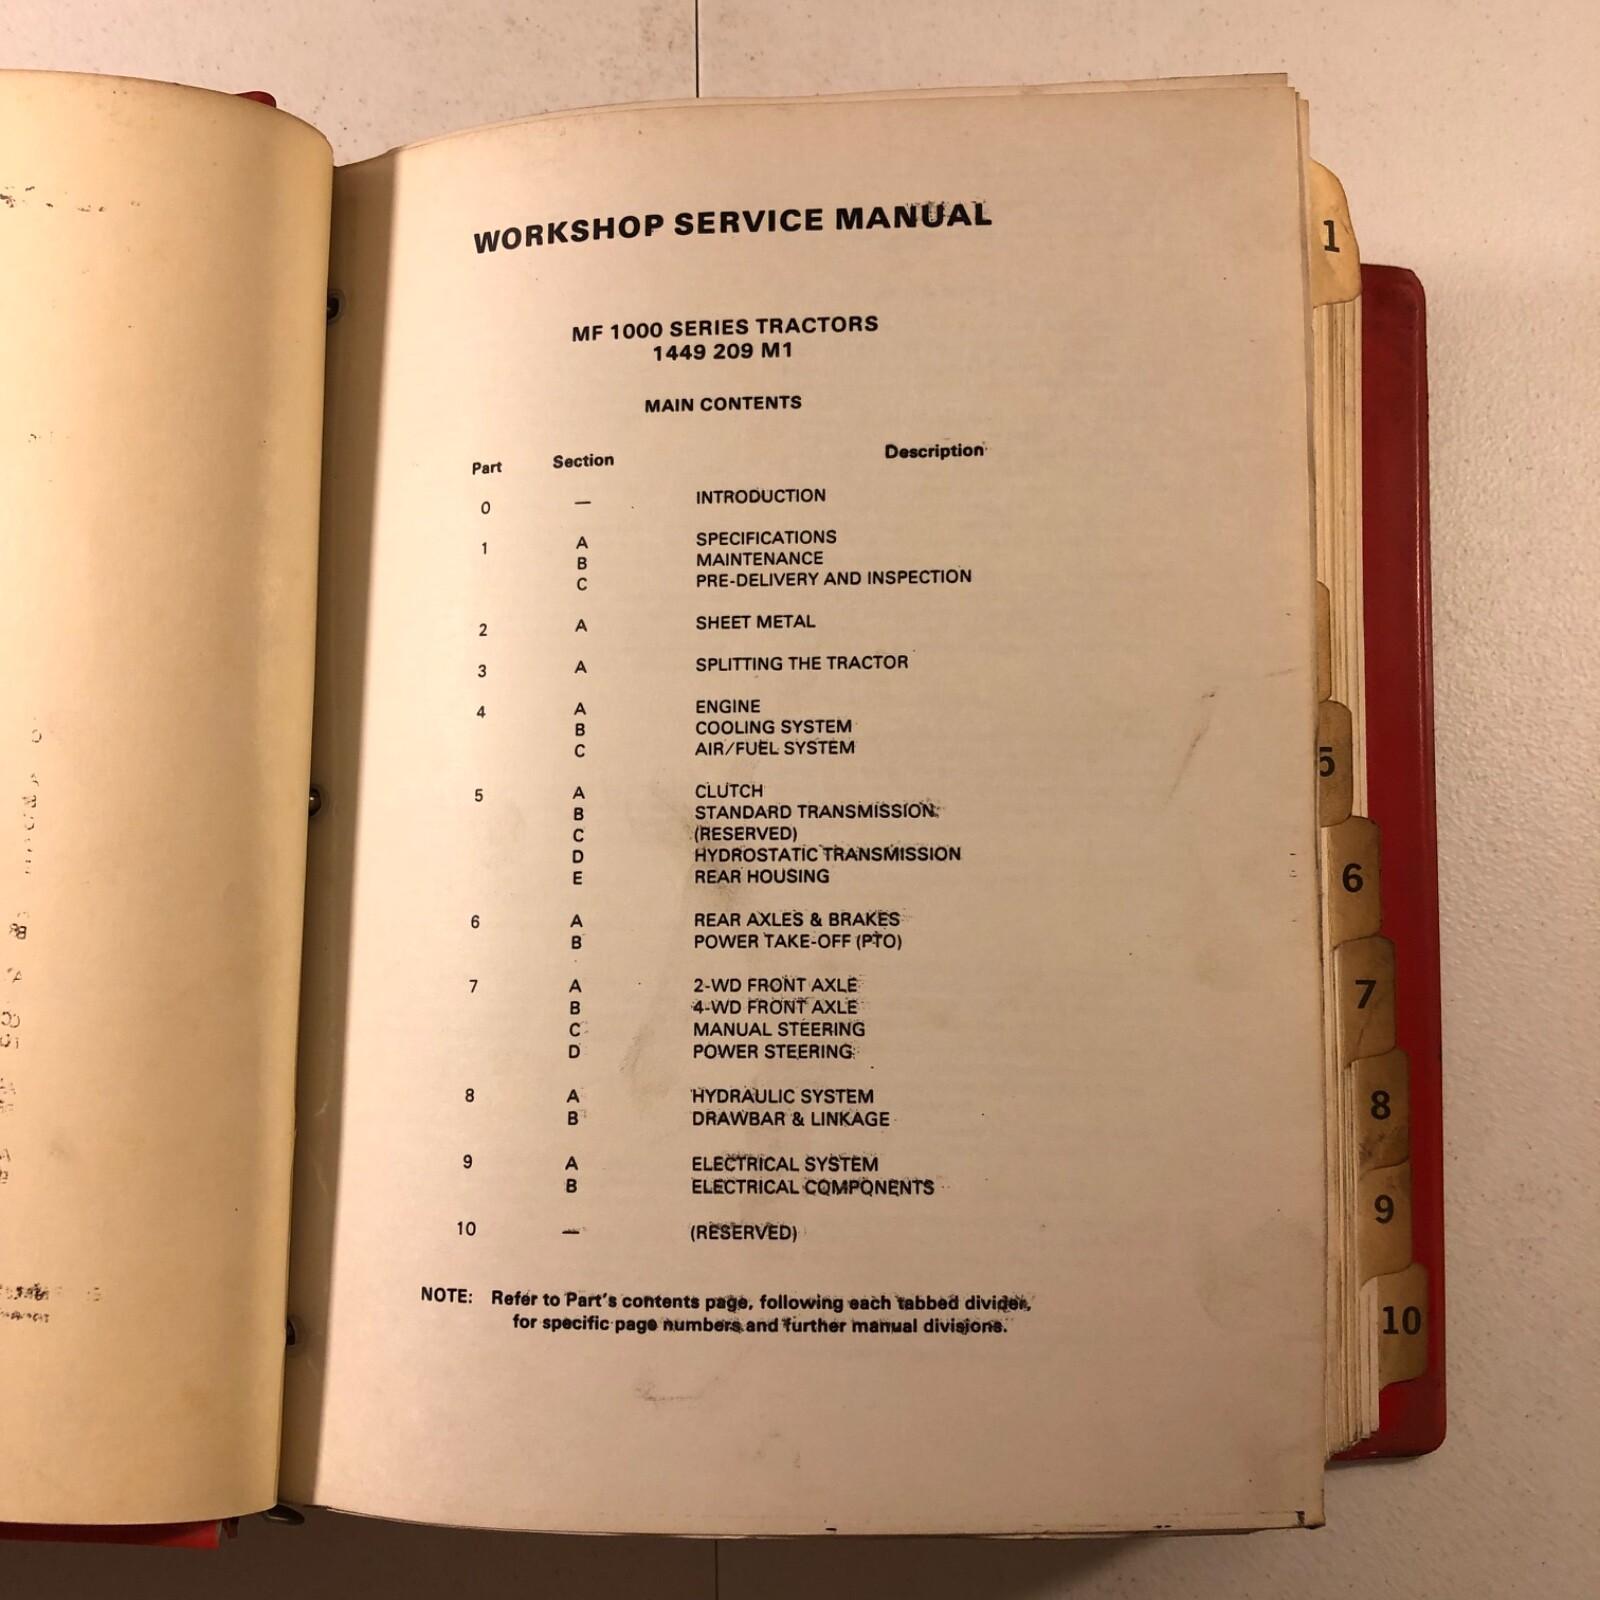 WORKSHOP SERVICE MANUAL
MF 1000 SERIES TRACTORS
1449 209 M1
MAIN CONTENTS
Part Section Description
0 — INTRODUCTION
1 A SPECIFICATIONS
B MAINTENANCE
C PRE-DELIVERY AND INSPECTION
2 A SHEET METAL
3 A SPLITTING THE TRACTOR
4 A ENGINE
B COOLING SYSTEM
C AIR/FUEL SYSTEM
5 A CLUTCH
B STANDARD TRANSMISSION
C (RESERVED)
D HYDROSTATIC TRANSMISSION
E REAR HOUSING
6 A REAR AXLES & BRAKES
B POWER TAKE-OFF (PTO)
7 A 2-WD FRONT AXLE
B 4-WD FRONT AXLE
C MANUAL STEERING
D POWER STEERING
8 A HYDRAULIC SYSTEM
B DRAWBAR & LINKAGE
9 A ELECTRICAL SYSTEM
B ELECTRICAL COMPONENTS
10 — (RESERVED)
NOTE: Refer to Part's contents page, following each tabbed divider,
for specific page numbers and further manual divisions.
1
5
6
7
8
9
10